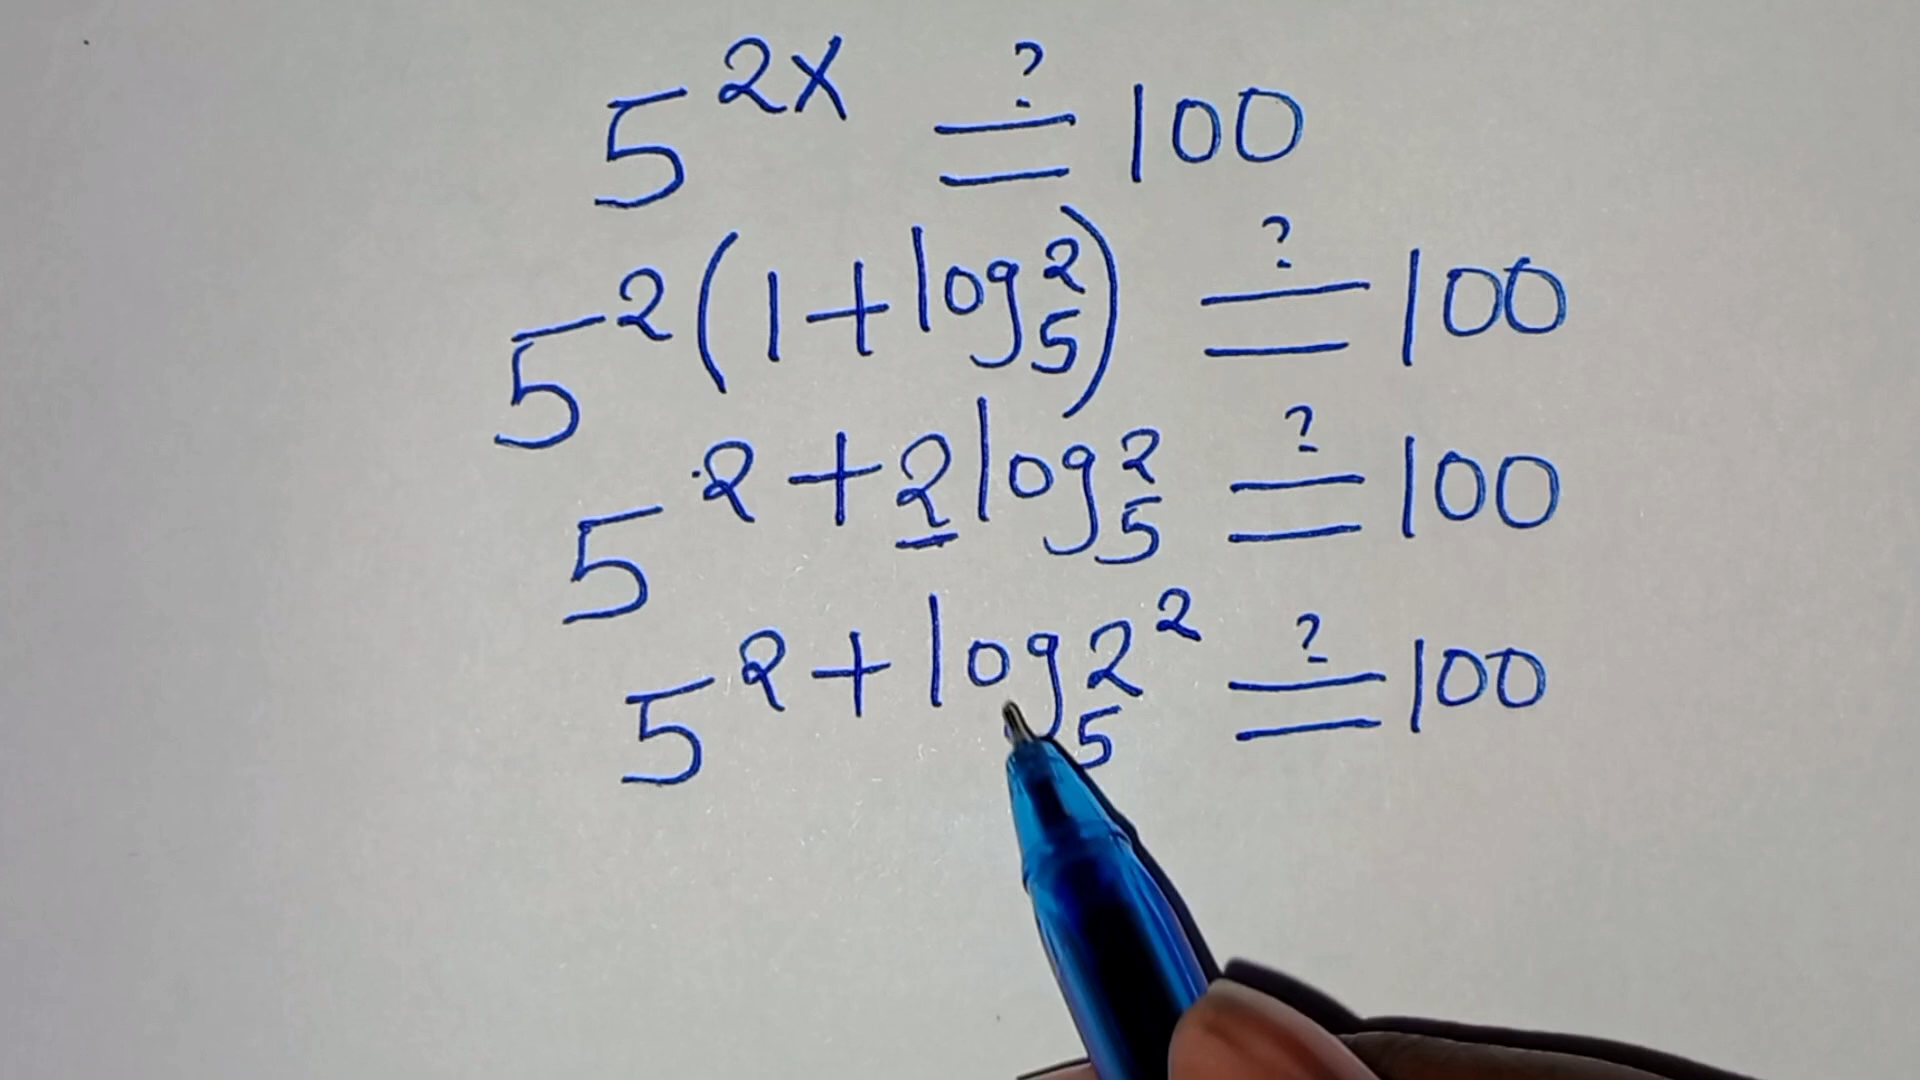 5^{2x} ≟ 100
5^{2(1+log_5 2)} ≟ 100
5^{2+2log_5 2} ≟ 100
5^{2+log_5 2^2} ≟ 100